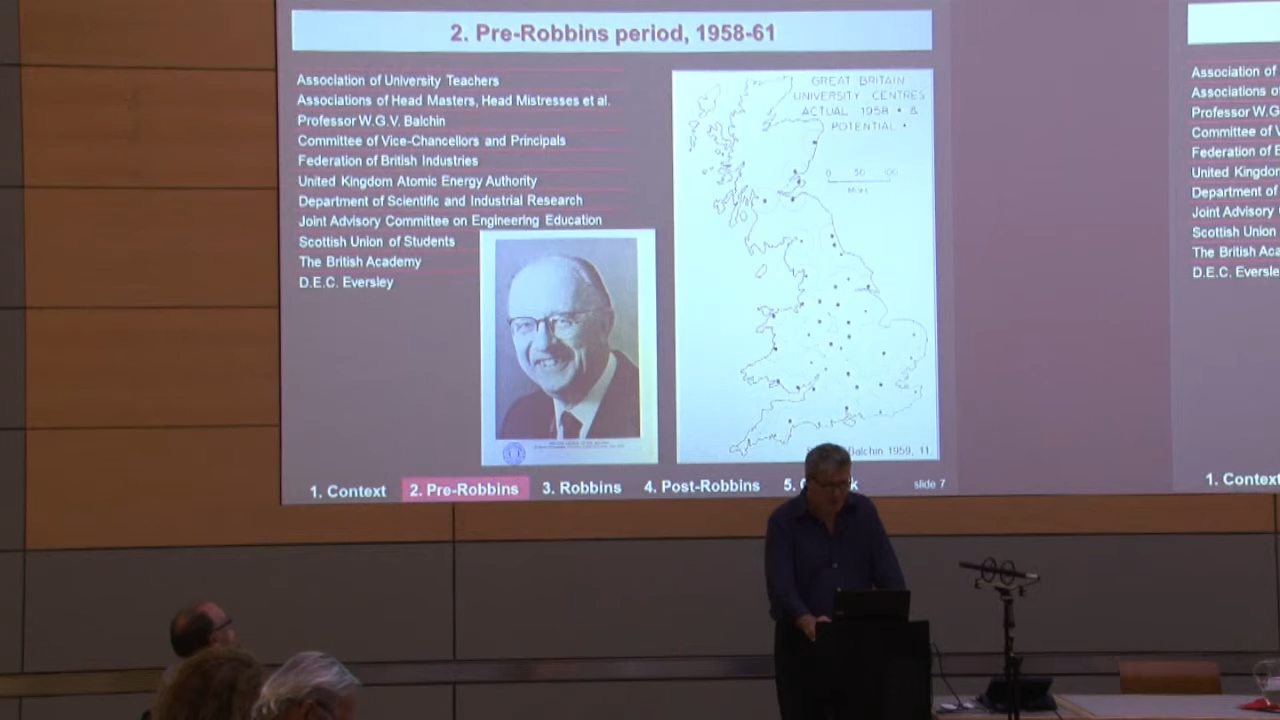 2. Pre-Robbins period, 1958-61
Association of University Teachers
Associations of Head Masters, Head Mistresses et al.
Professor W.G.V. Balchin
Committee of Vice-Chancellors and Principals
Federation of British Industries
United Kingdom Atomic Energy Authority
Department of Scientific and Industrial Research
Joint Advisory Committee on Engineering Education
Scottish Union of Students
The British Academy
D.E.C. Eversley
GREAT BRITAIN
UNIVERSITY CENTRES
ACTUAL 1958 • &
POTENTIAL •
0 50 100
Miles
Balchin 1959, 11.
1. Context 2. Pre-Robbins 3. Robbins 4. Post-Robbins 5. slide 7
Association of
Associations o
Professor W.G
Committee of V
Federation of B
United Kingdom
Department of
Joint Advisory
Scottish Union
The British Aca
D.E.C. Eversle
1. Context